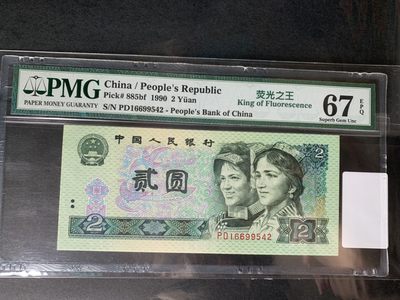 PMG
PAPER MONEY GUARANTY
China / People's Republic
Pick# 885bf 1990 2 Yüan
S/N PD16699542 - People's Bank of China
荧光之王
King of Fluorescence
67 EPQ
Superb Gem Unc
中国人民银行
贰圆
2
2
PD16699542
2